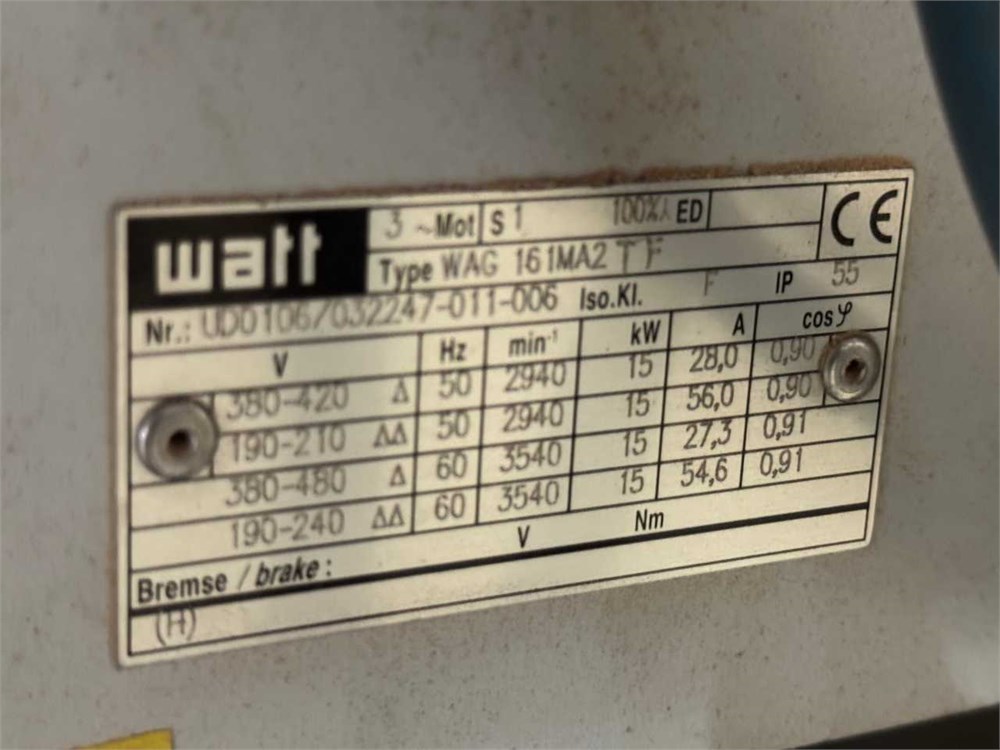 watt 3 ~Mot S 1 100% ED CE
Type WAG 161MA2 T F
Nr.: UD0106/032247-011-006 Iso.Kl. F IP 55
V Hz min⁻¹ kW A cosφ
380-420 Δ 50 2940 15 28,0 0,90
190-210 ΔΔ 50 2940 15 56,0 0,90
380-480 Δ 60 3540 15 27,3 0,91
190-240 ΔΔ 60 3540 15 54,6 0,91
Bremse / brake : V Nm
(H)